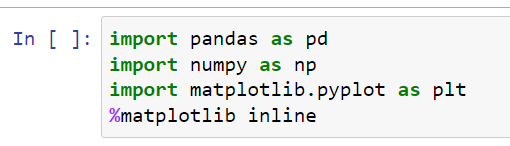 In [ ]: import pandas as pd
import numpy as np
import matplotlib.pyplot as plt
%matplotlib inline